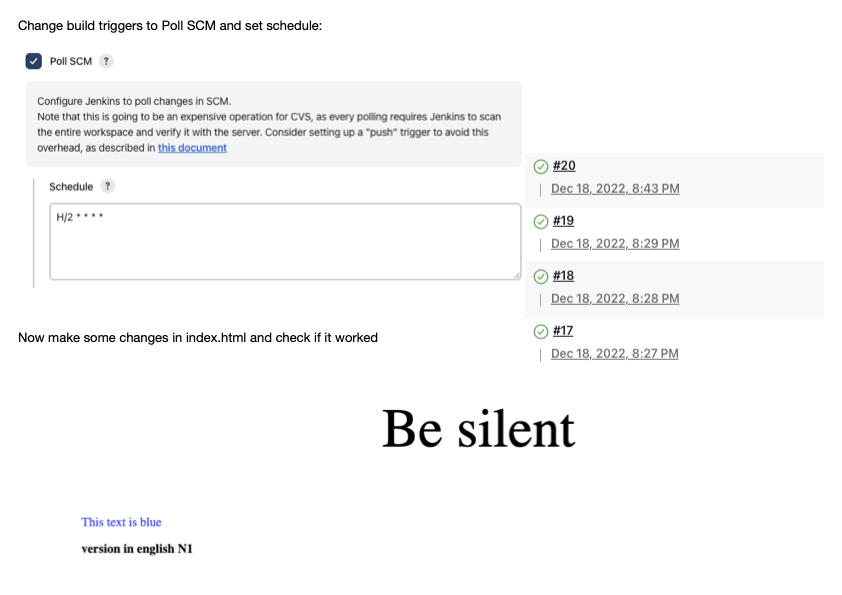 Change build triggers to Poll SCM and set schedule:
Poll SCM ?
Configure Jenkins to poll changes in SCM.
Note that this is going to be an expensive operation for CVS, as every polling requires Jenkins to scan
the entire workspace and verify it with the server. Consider setting up a "push" trigger to avoid this
overhead, as described in this document
Schedule ?
H/2 * * * *
#20
Dec 18, 2022, 8:43 PM
#19
Dec 18, 2022, 8:29 PM
#18
Dec 18, 2022, 8:28 PM
#17
Dec 18, 2022, 8:27 PM
Now make some changes in index.html and check if it worked
Be silent
This text is blue
version in english N1